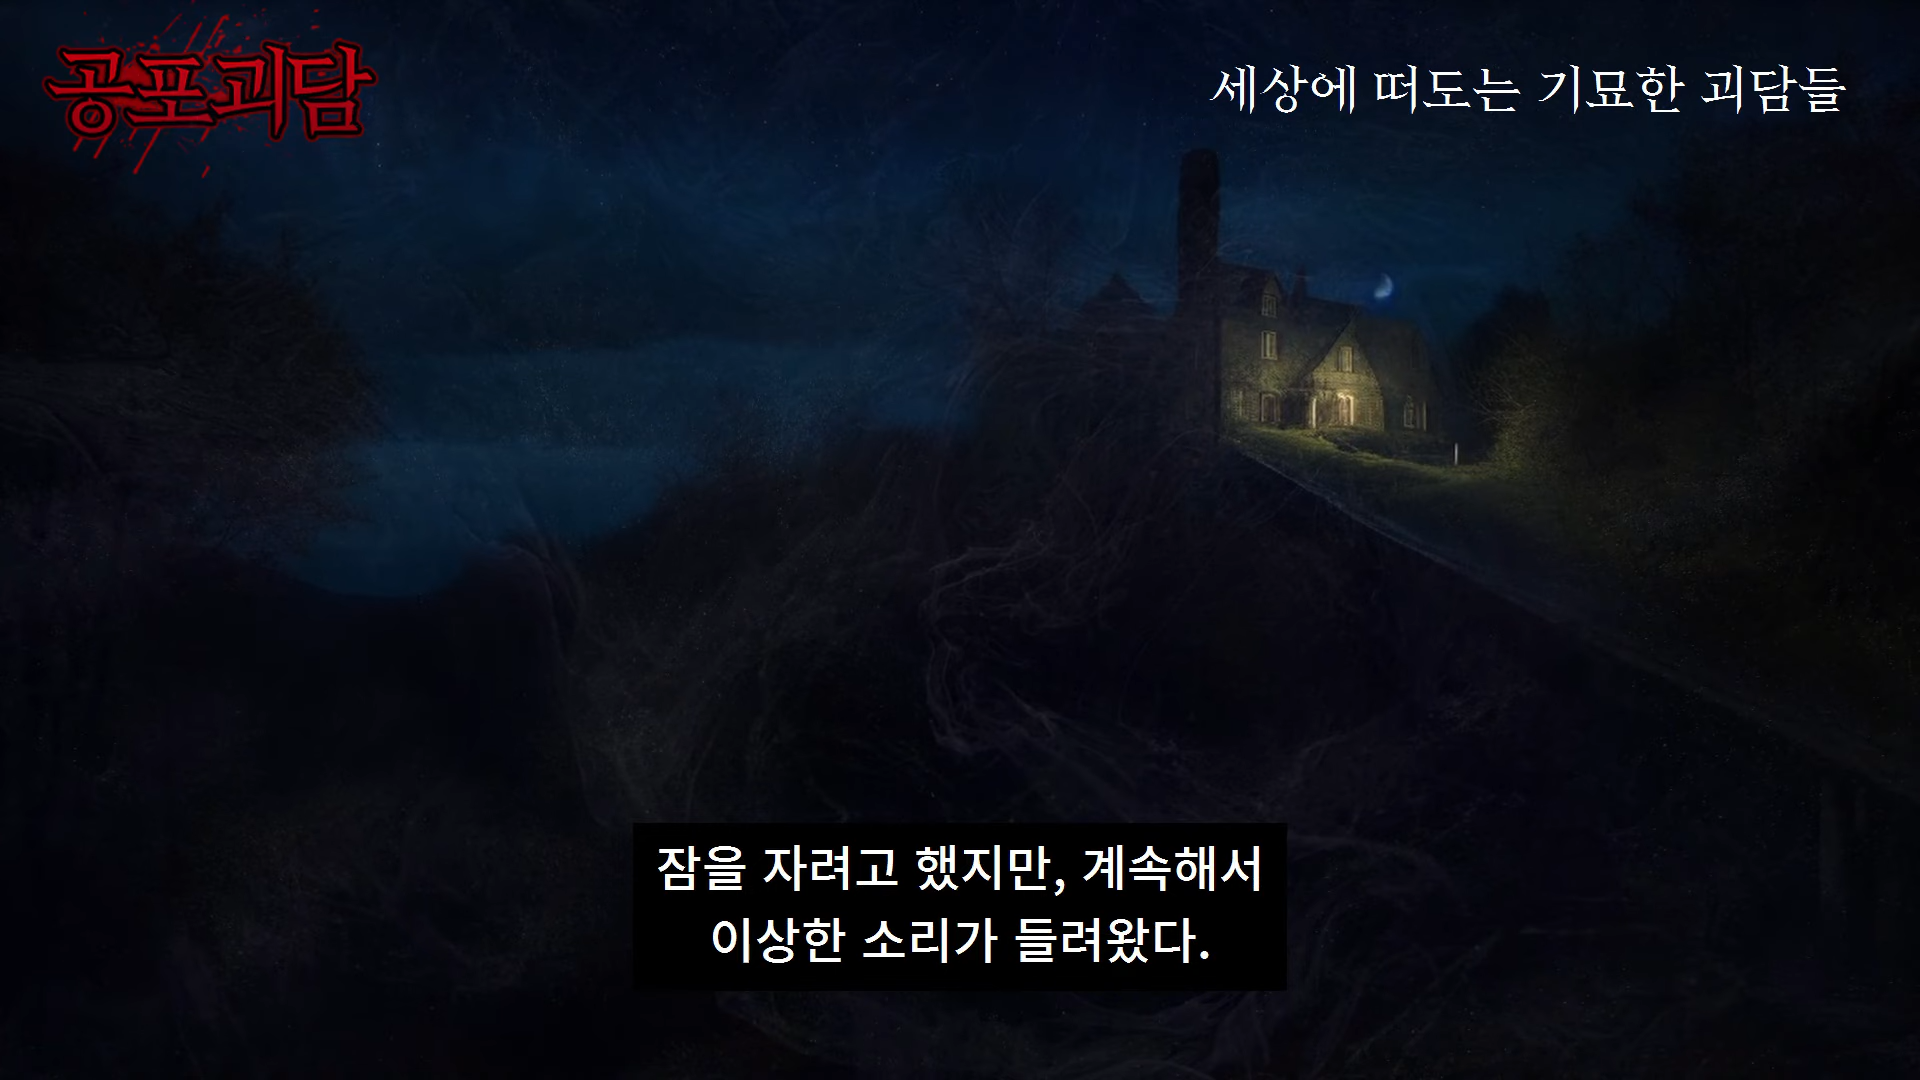 공포괴담
세상에 떠도는 기묘한 괴담들
잠을 자려고 했지만, 계속해서
이상한 소리가 들려왔다.